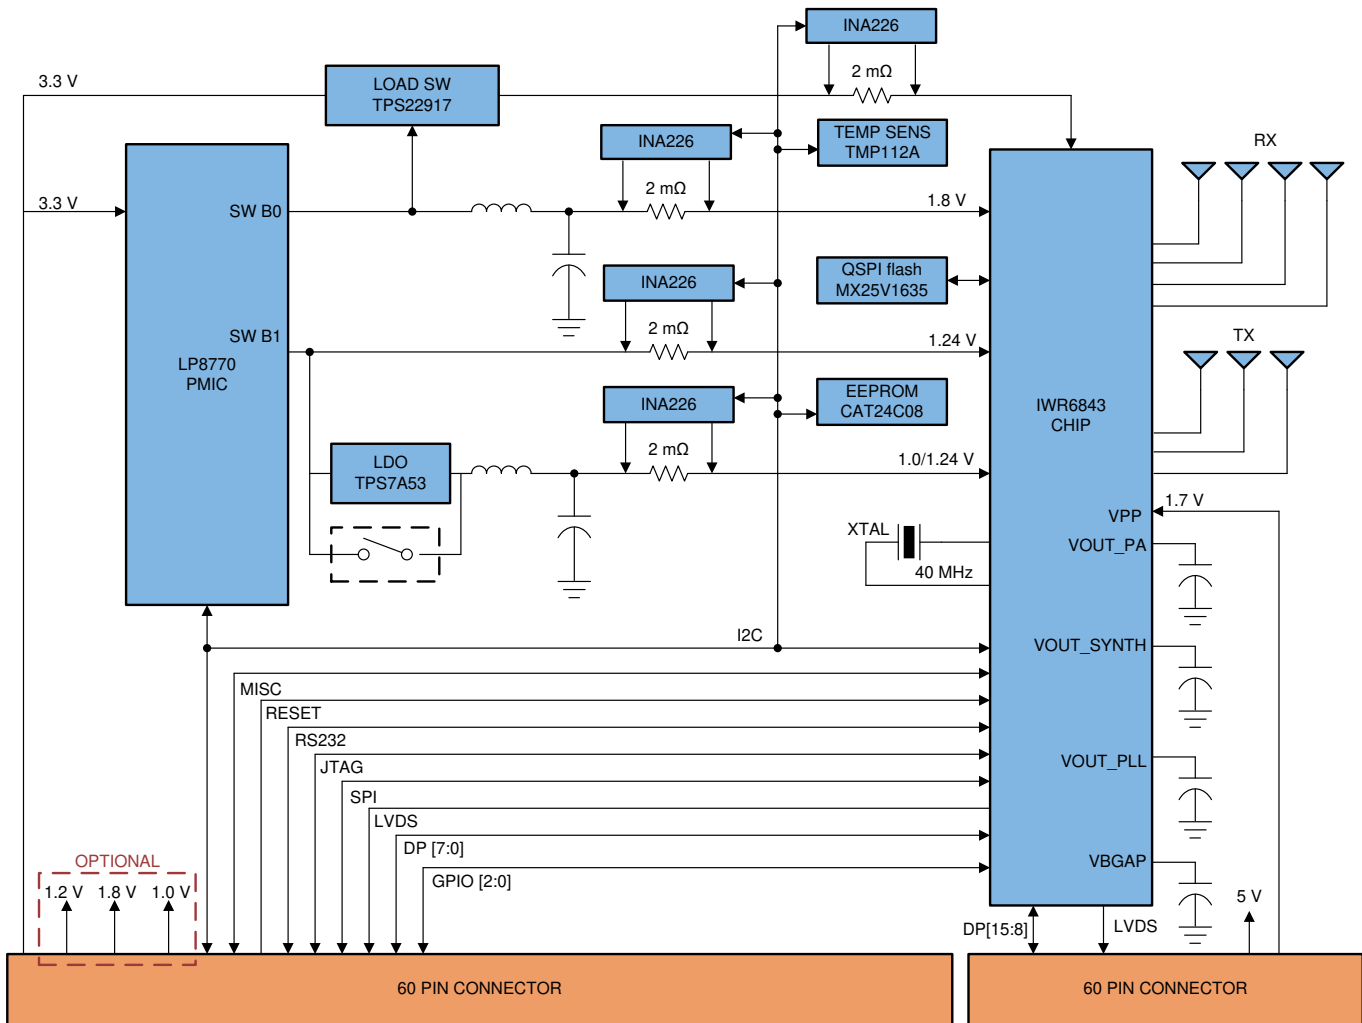 INA226
3.3 V
LOAD SW
TPS22917
2 mΩ
INA226
TEMP SENS
TMP112A
RX
3.3 V
SW B0
2 mΩ
1.8 V
INA226
QSPI flash
MX25V1635
SW B1
2 mΩ
1.24 V
TX
LP8770
PMIC
INA226
EEPROM
CAT24C08
IWR6843
CHIP
LDO
TPS7A53
2 mΩ
1.0/1.24 V
1.7 V
VPP
XTAL
40 MHz
VOUT_PA
I2C
VOUT_SYNTH
MISC
RESET
RS232
JTAG
VOUT_PLL
SPI
LVDS
DP [7:0]
GPIO [2:0]
VBGAP
OPTIONAL
1.2 V
1.8 V
1.0 V
DP[15:8]
LVDS
5 V
60 PIN CONNECTOR
60 PIN CONNECTOR